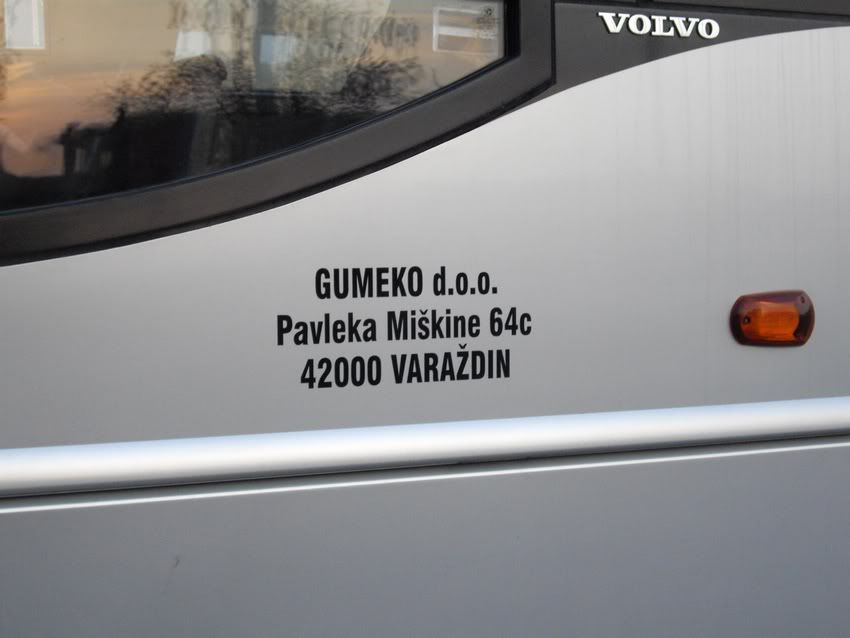 VOLVO
GUMEKO d.o.o.
Pavleka Miškine 64c
42000 VARAŽDIN